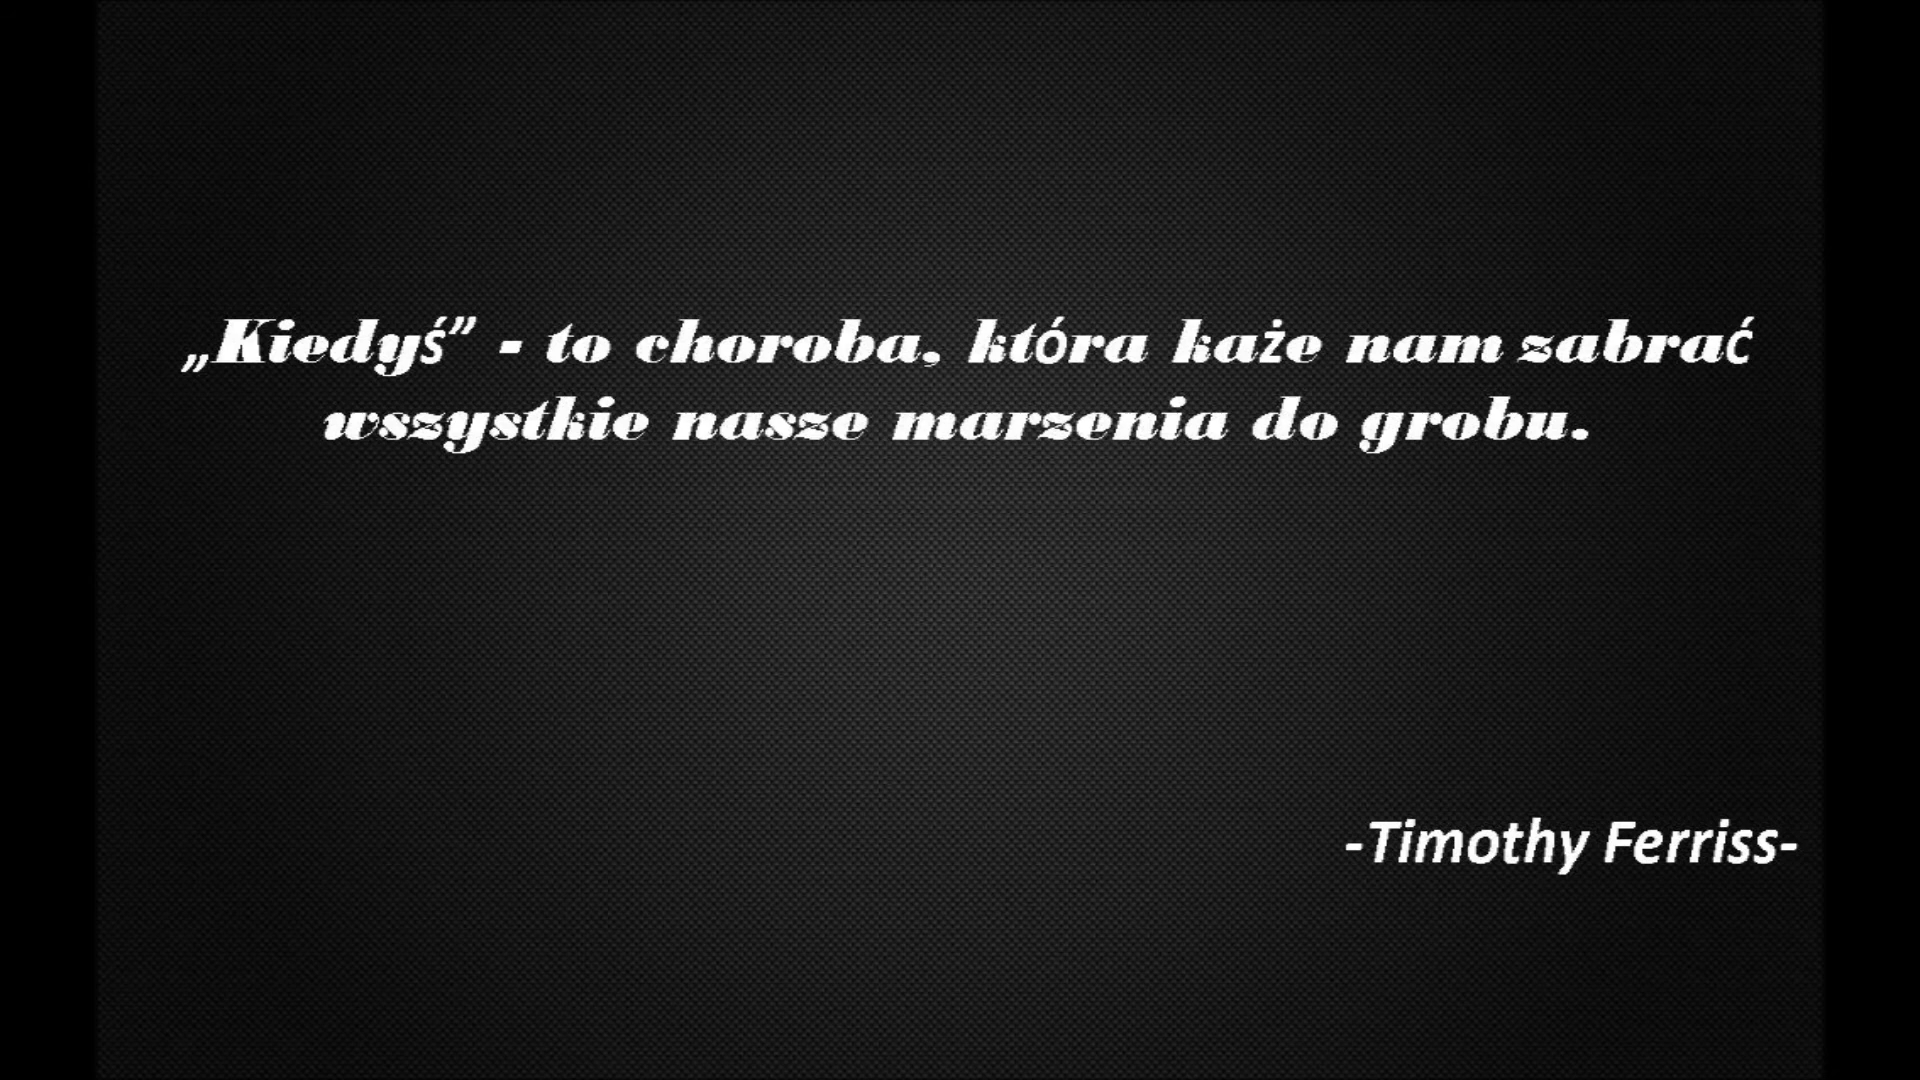 „Kiedyś” - to choroba, która każe nam zabrać
wszystkie nasze marzenia do grobu.
-Timothy Ferriss-